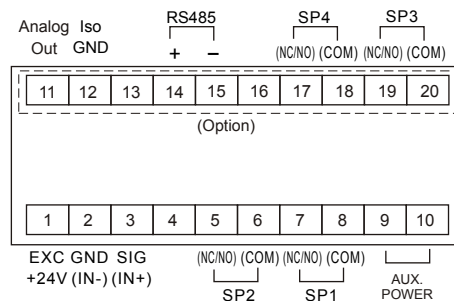 RS485 SP4 SP3
Analog Iso
Out GND + – (NC/NO) (COM) (NC/NO) (COM)
11 12 13 14 15 16 17 18 19 20
(Option)
1 2 3 4 5 6 7 8 9 10
EXC GND SIG (NC/NO) (COM) (NC/NO) (COM)
+24V (IN-) (IN+)
SP2 SP1 AUX.
POWER